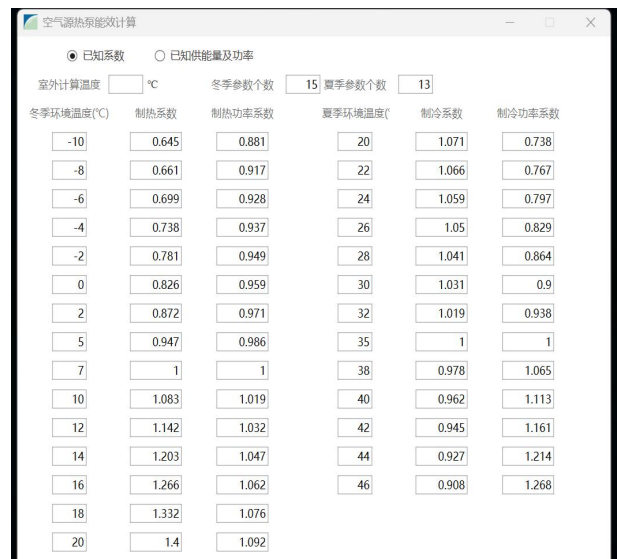 空气源热泵能效计算
已知系数 已知供能量及功率
室外计算温度 ℃ 冬季参数个数 15 夏季参数个数 13
冬季环境温度(℃) 制热系数 制热功率系数 夏季环境温度(° 制冷系数 制冷功率系数
-10 0.645 0.881 20 1.071 0.738
-8 0.661 0.917 22 1.066 0.767
-6 0.699 0.928 24 1.059 0.797
-4 0.738 0.937 26 1.05 0.829
-2 0.781 0.949 28 1.041 0.864
0 0.826 0.959 30 1.031 0.9
2 0.872 0.971 32 1.019 0.938
5 0.947 0.986 35 1 1
7 1 1 38 0.978 1.065
10 1.083 1.019 40 0.962 1.113
12 1.142 1.032 42 0.945 1.161
14 1.203 1.047 44 0.927 1.214
16 1.266 1.062 46 0.908 1.268
18 1.332 1.076
20 1.4 1.092